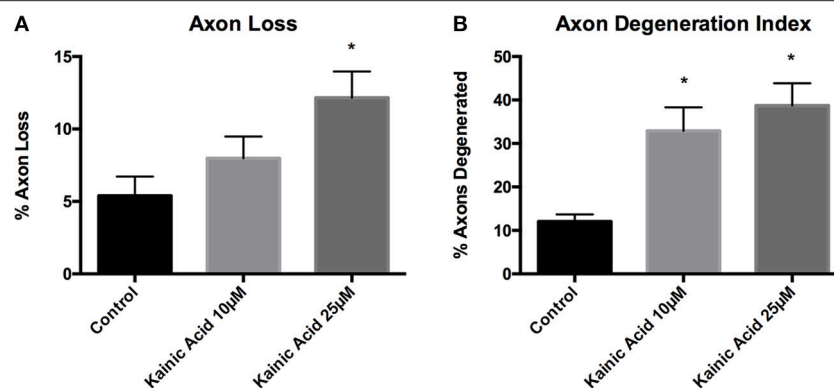 A
Axon Loss
% Axon Loss
15
10
5
0
*
Control
Kainic Acid 10µM
Kainic Acid 25µM
B
Axon Degeneration Index
% Axons Degenerated
50
40
30
20
10
0
*
*
Control
Kainic Acid 10µM
Kainic Acid 25µM